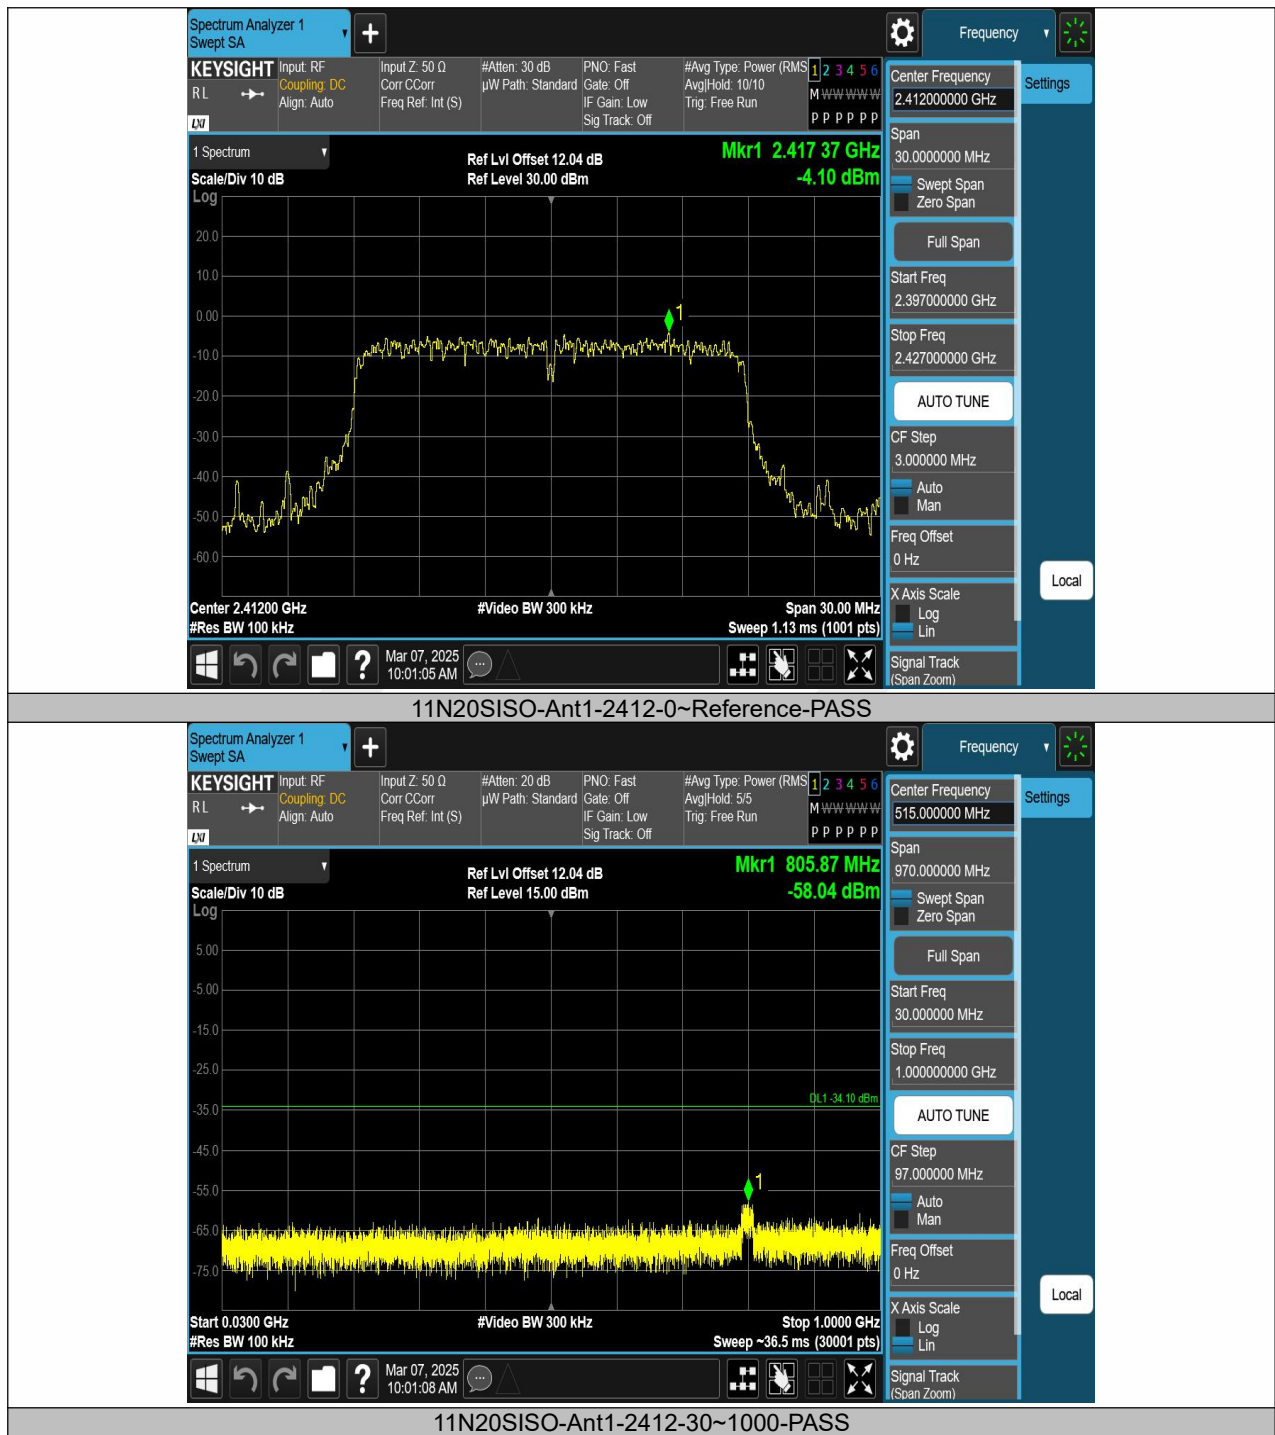 Spectrum Analyzer 1
Swept SA
+
Frequency
KEYSIGHT
RL
LXI
Input: RF
Coupling: DC
Align: Auto
Input Z: 50 Ω
Corr CCorr
Freq Ref: Int (S)
#Atten: 30 dB
µW Path: Standard
PNO: Fast
Gate: Off
IF Gain: Low
Sig Track: Off
#Avg Type: Power (RMS
Avg|Hold: 10/10
Trig: Free Run
1 2 3 4 5 6
M W W W W W
P P P P P P
1 Spectrum
Scale/Div 10 dB
Ref Lvl Offset 12.04 dB
Ref Level 30.00 dBm
Mkr1 2.417 37 GHz
-4.10 dBm
Log
20.0
10.0
0.00
-10.0
-20.0
-30.0
-40.0
-50.0
-60.0
1
Center 2.41200 GHz
#Res BW 100 kHz
#Video BW 300 kHz
Span 30.00 MHz
Sweep 1.13 ms (1001 pts)
Center Frequency
2.412000000 GHz
Span
30.0000000 MHz
Swept Span
Zero Span
Full Span
Start Freq
2.397000000 GHz
Stop Freq
2.427000000 GHz
AUTO TUNE
CF Step
3.000000 MHz
Auto
Man
Freq Offset
0 Hz
X Axis Scale
Log
Lin
Signal Track
(Span Zoom)
Settings
Local
?
Mar 07, 2025
10:01:05 AM
11N20SISO-Ant1-2412-0~Reference-PASS
Spectrum Analyzer 1
Swept SA
+
Frequency
KEYSIGHT
RL
LXI
Input: RF
Coupling: DC
Align: Auto
Input Z: 50 Ω
Corr CCorr
Freq Ref: Int (S)
#Atten: 20 dB
µW Path: Standard
PNO: Fast
Gate: Off
IF Gain: Low
Sig Track: Off
#Avg Type: Power (RMS
Avg|Hold: 5/5
Trig: Free Run
1 2 3 4 5 6
M W W W W W
P P P P P P
1 Spectrum
Scale/Div 10 dB
Ref Lvl Offset 12.04 dB
Ref Level 15.00 dBm
Mkr1 805.87 MHz
-58.04 dBm
Log
5.00
-5.00
-15.0
-25.0
-35.0
-45.0
-55.0
-65.0
-75.0
DL1 -34.10 dBm
1
Start 0.0300 GHz
#Res BW 100 kHz
#Video BW 300 kHz
Stop 1.0000 GHz
Sweep ~36.5 ms (30001 pts)
Center Frequency
515.000000 MHz
Span
970.000000 MHz
Swept Span
Zero Span
Full Span
Start Freq
30.000000 MHz
Stop Freq
1.000000000 GHz
AUTO TUNE
CF Step
97.000000 MHz
Auto
Man
Freq Offset
0 Hz
X Axis Scale
Log
Lin
Signal Track
(Span Zoom)
Settings
Local
?
Mar 07, 2025
10:01:08 AM
11N20SISO-Ant1-2412-30~1000-PASS